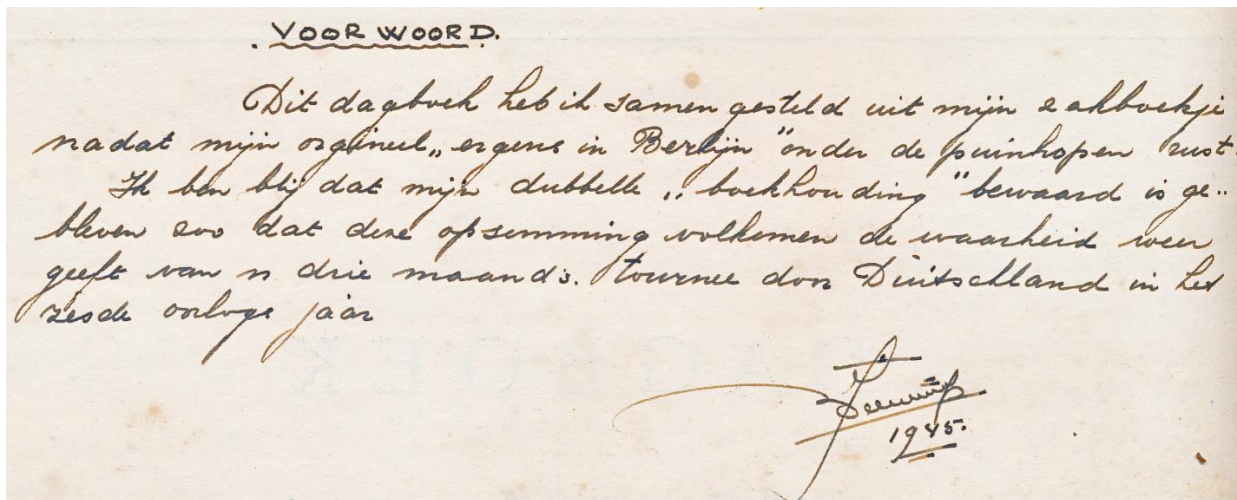 VOORWOORD.
Dit dagboek heb ik samen gesteld uit mijn zakboekje
nadat mijn orgineel „ergens in Berlijn" onder de puinhopen rust.
Ik ben blij dat mijn dubbelle „boekhouding" bewaard is ge-
bleven zoo dat deze opsomming volkomen de waarheid weer
geeft van 'n drie maand's. tournee door Duitschland in het
zesde oorlogs jaar
1945.